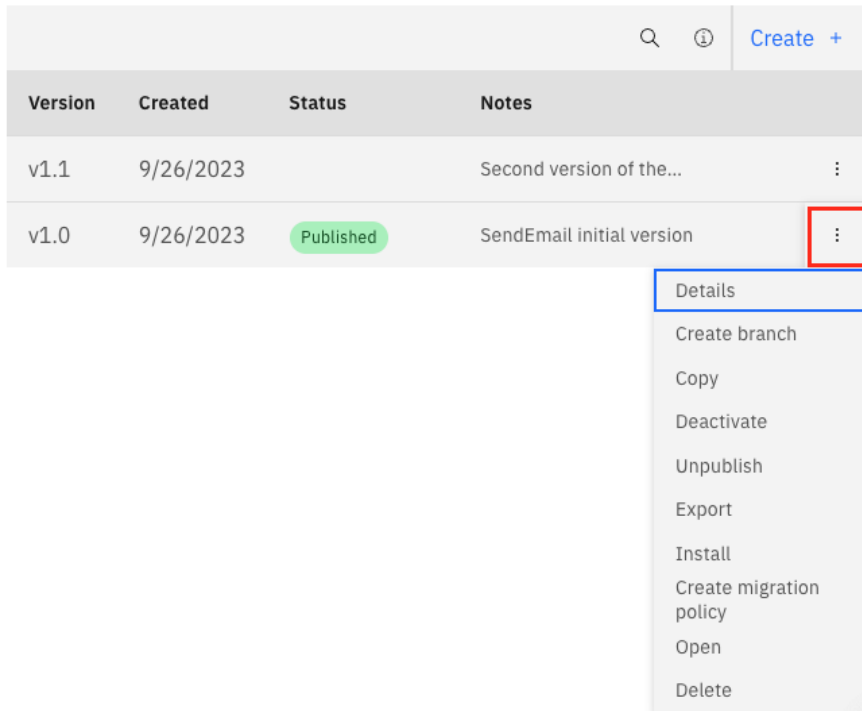 Create +
Version Created Status Notes
v1.1 9/26/2023 Second version of the...
v1.0 9/26/2023 Published SendEmail initial version
Details
Create branch
Copy
Deactivate
Unpublish
Export
Install
Create migration
policy
Open
Delete